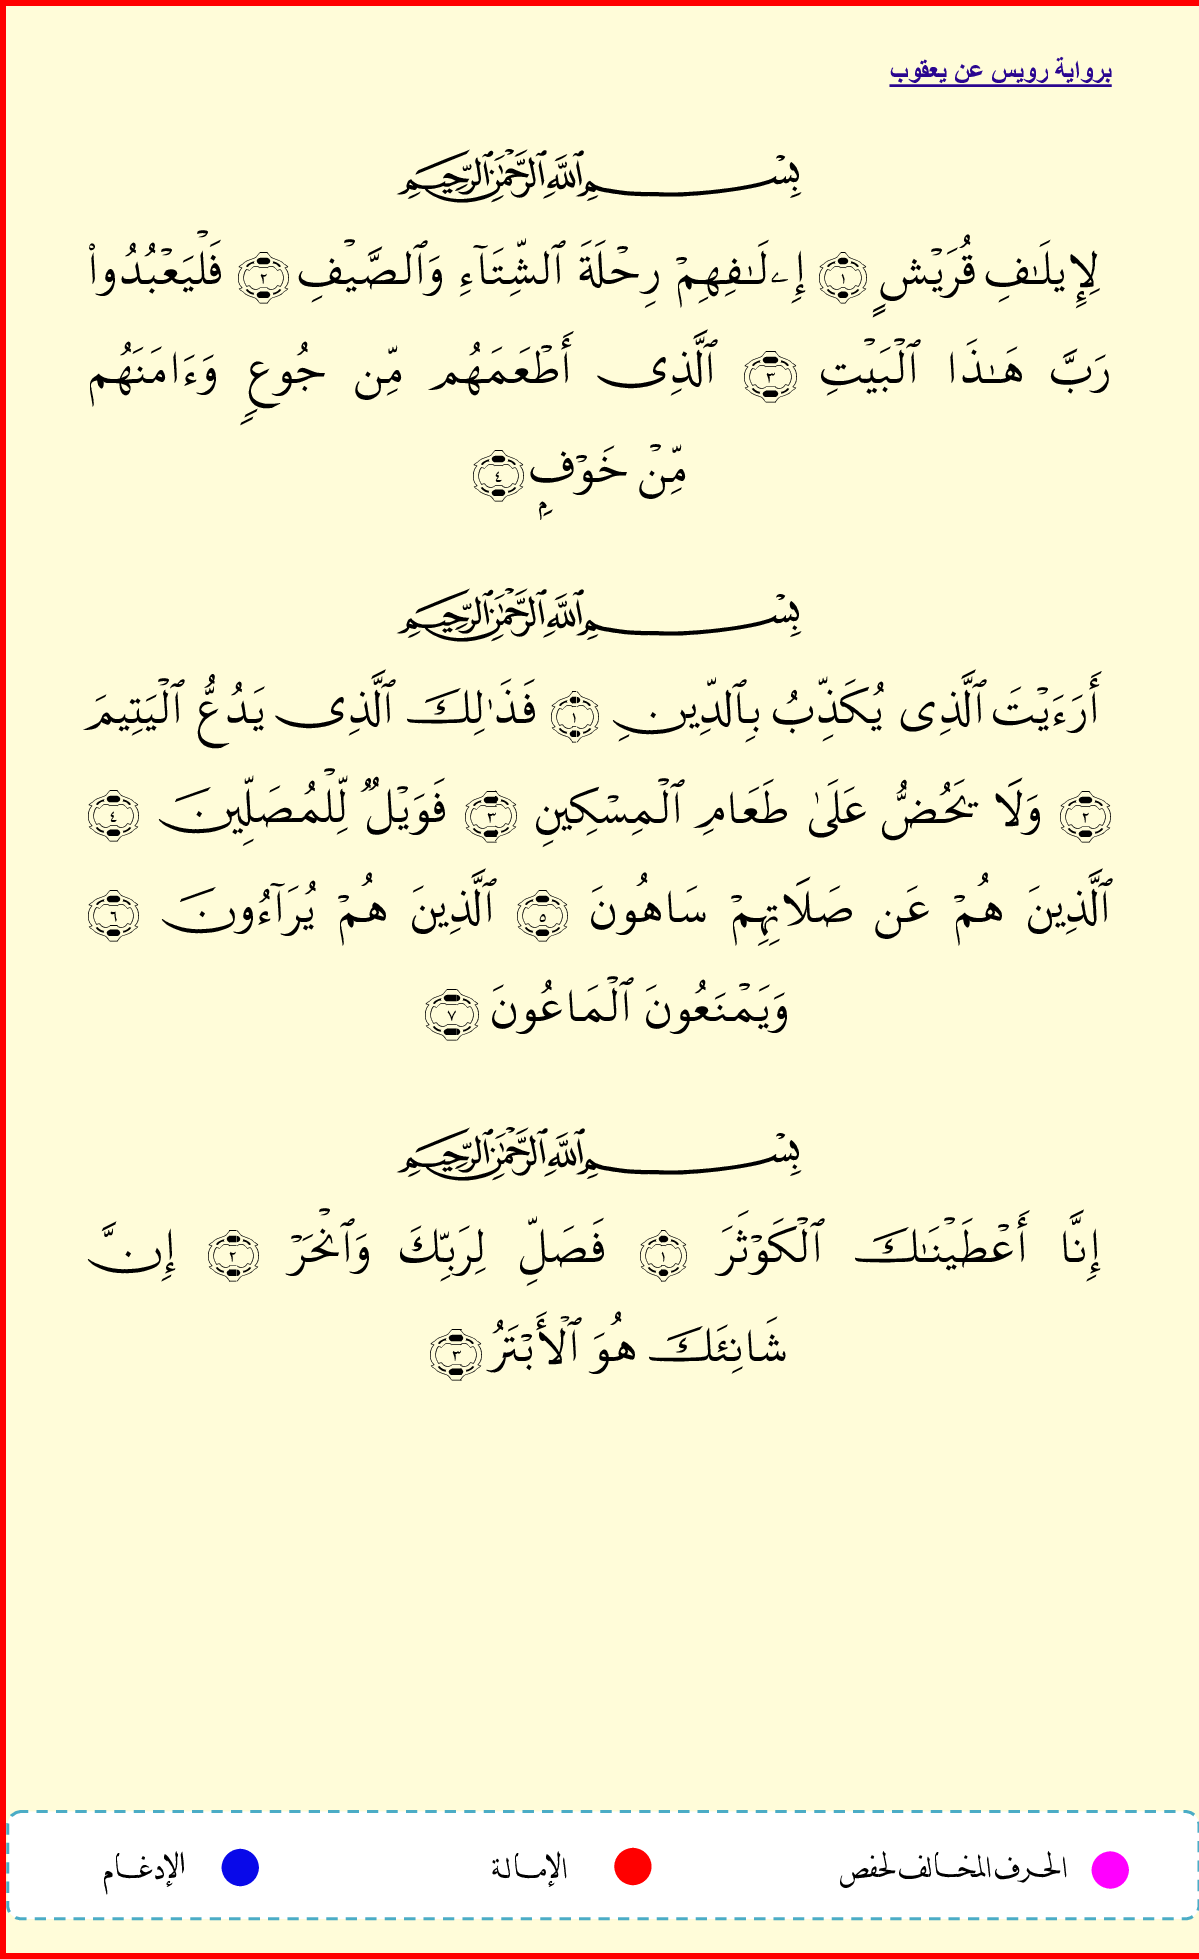 برواية رويس عن يعقوب
بِسْمِ ٱللَّهِ ٱلرَّحْمَٰنِ ٱلرَّحِيمِ
لِإِيلَٰفِ قُرَيْشٍ ١ إِۦلَٰفِهِمْ رِحْلَةَ ٱلشِّتَآءِ وَٱلصَّيْفِ ٢ فَلْيَعْبُدُوا۟
رَبَّ هَٰذَا ٱلْبَيْتِ ٣ ٱلَّذِى أَطْعَمَهُم مِّن جُوعٍ وَءَامَنَهُم
مِّنْ خَوْفٍۭ ٤
بِسْمِ ٱللَّهِ ٱلرَّحْمَٰنِ ٱلرَّحِيمِ
أَرَءَيْتَ ٱلَّذِى يُكَذِّبُ بِٱلدِّينِ ١ فَذَٰلِكَ ٱلَّذِى يَدُعُّ ٱلْيَتِيمَ
٢ وَلَا يَحُضُّ عَلَىٰ طَعَامِ ٱلْمِسْكِينِ ٣ فَوَيْلٌ لِّلْمُصَلِّينَ ٤
ٱلَّذِينَ هُمْ عَن صَلَاتِهِمْ سَاهُونَ ٥ ٱلَّذِينَ هُمْ يُرَآءُونَ ٦
وَيَمْنَعُونَ ٱلْمَاعُونَ ٧
بِسْمِ ٱللَّهِ ٱلرَّحْمَٰنِ ٱلرَّحِيمِ
إِنَّا أَعْطَيْنَٰكَ ٱلْكَوْثَرَ ١ فَصَلِّ لِرَبِّكَ وَٱنْحَرْ ٢ إِنَّ
شَانِئَكَ هُوَ ٱلْأَبْتَرُ ٣
الحرف المخالف لحفص الإمالة الإدغام